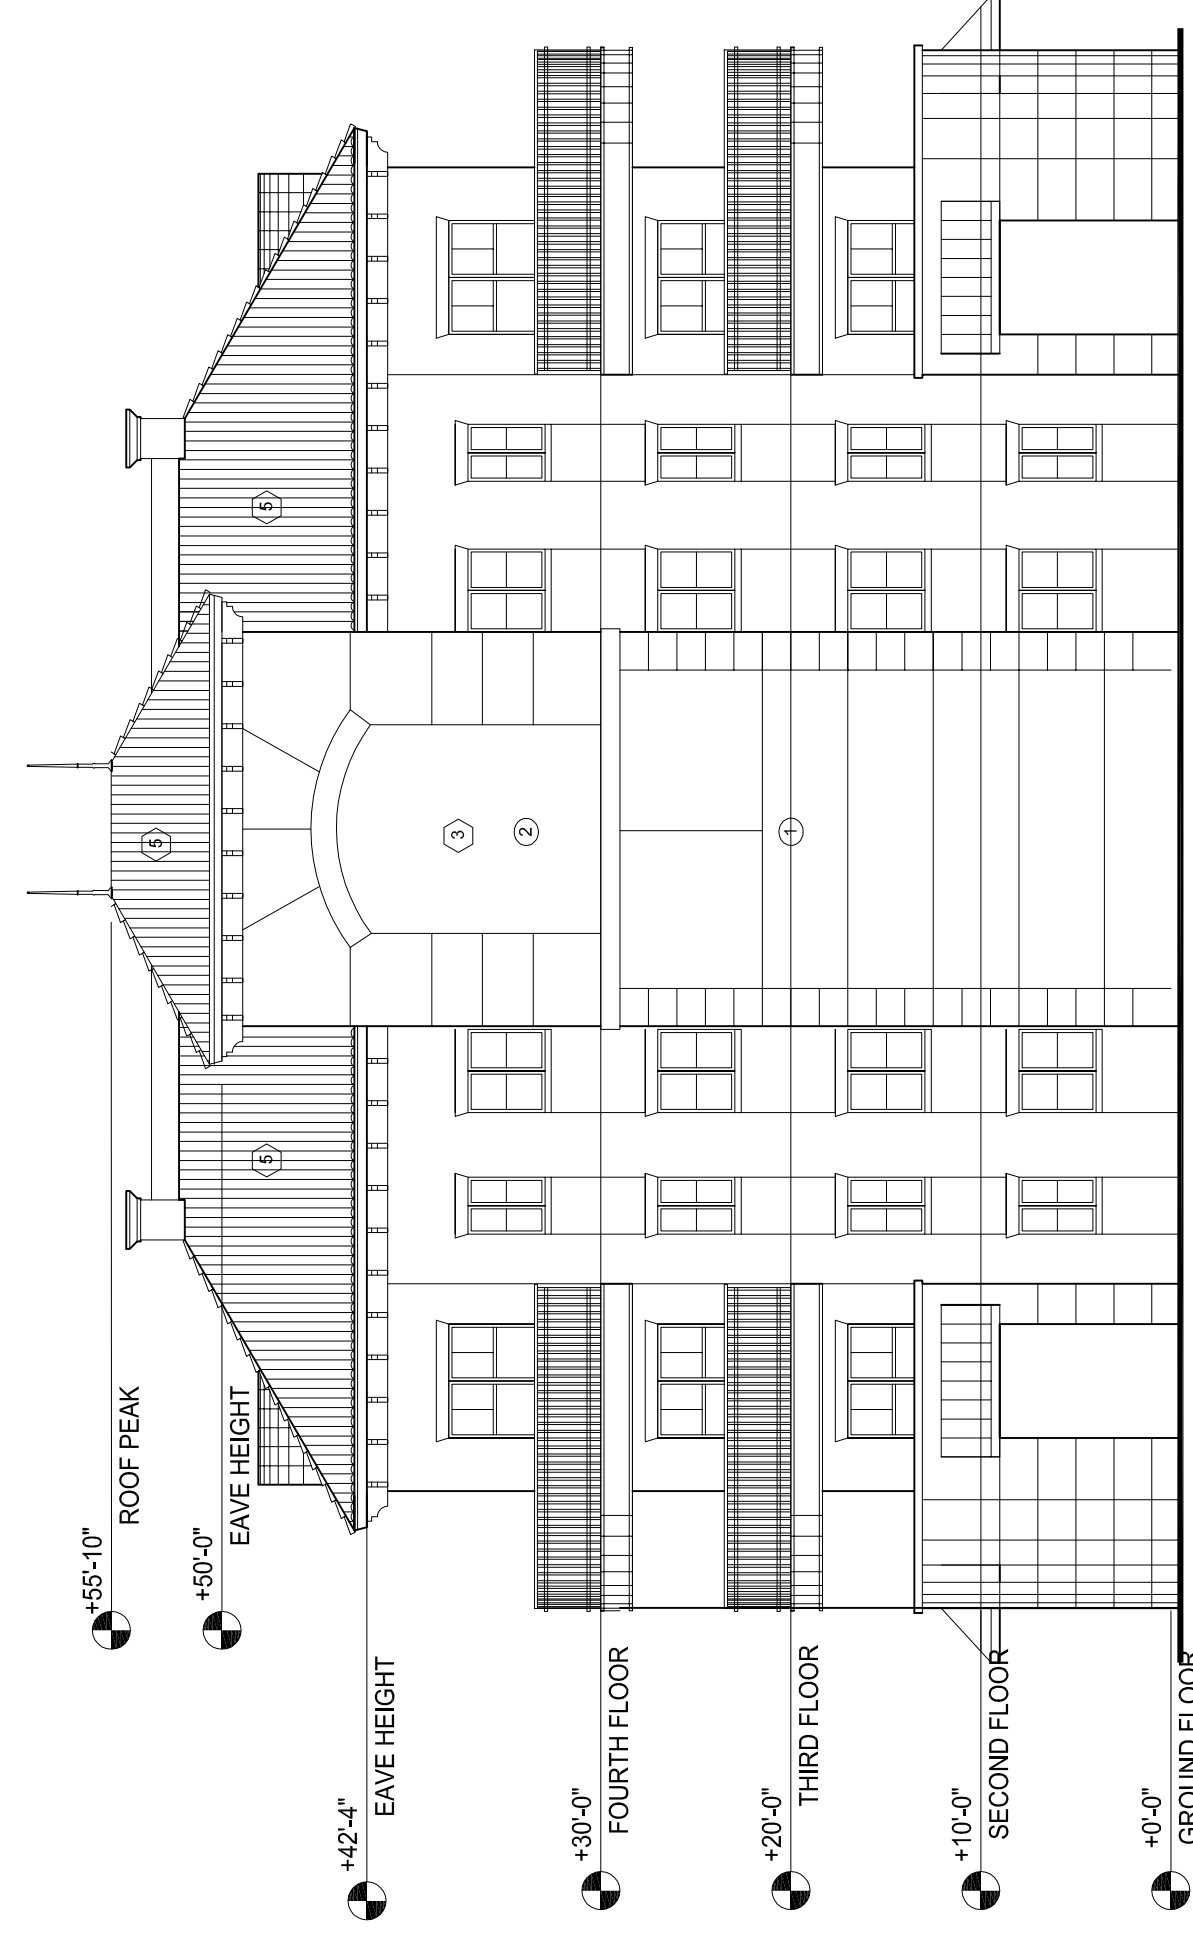 +55'-10"
ROOF PEAK
+50'-0"
EAVE HEIGHT
+42'-4"
EAVE HEIGHT
+30'-0"
FOURTH FLOOR
+20'-0"
THIRD FLOOR
+10'-0"
SECOND FLOOR
+0'-0"
GROUND FLOOR
5
5
5
3
2
1